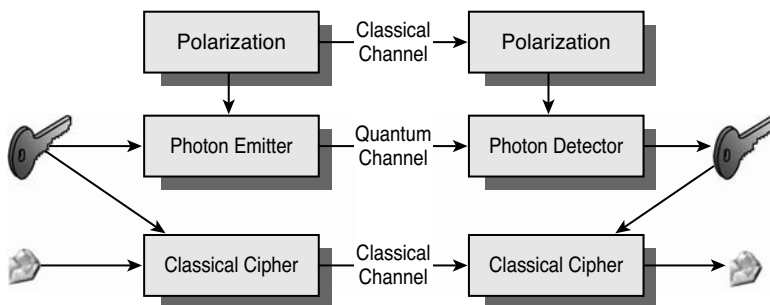 Polarization
Classical
Channel
Polarization
Photon Emitter
Quantum
Channel
Photon Detector
Classical Cipher
Classical
Channel
Classical Cipher